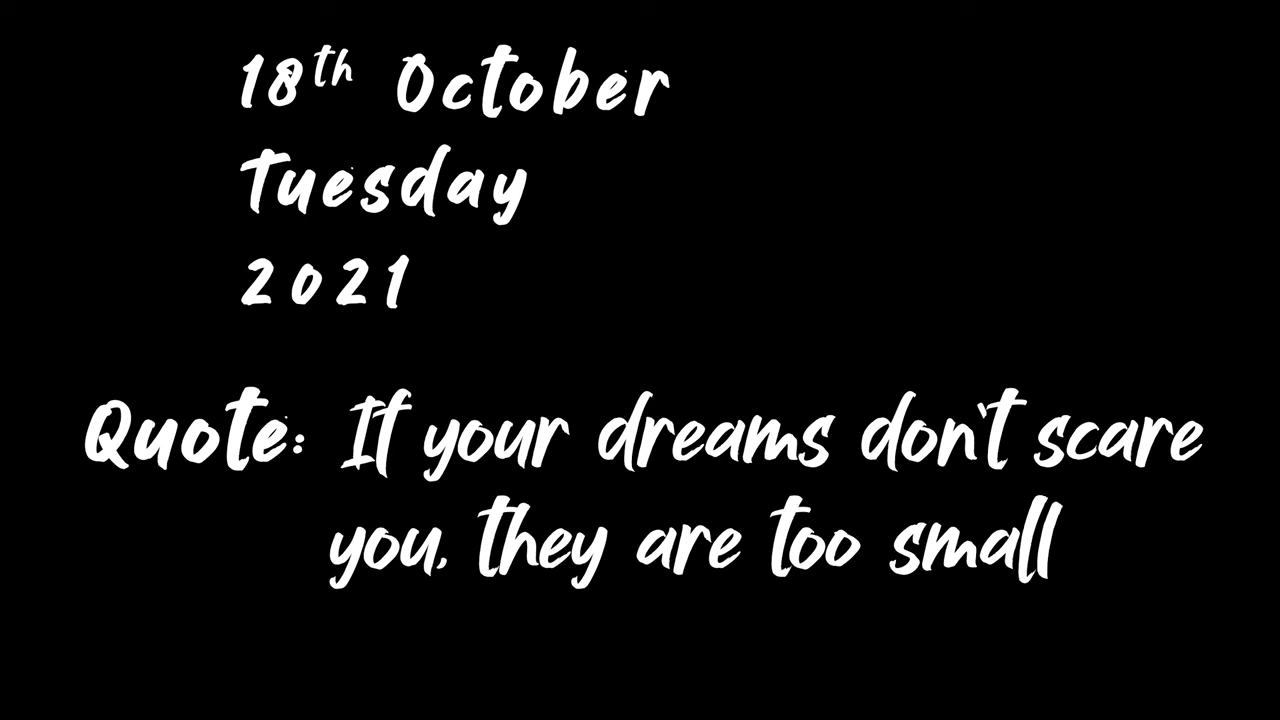 18th October
Tuesday
2021
Quote: If your dreams don't scare
you, they are too small